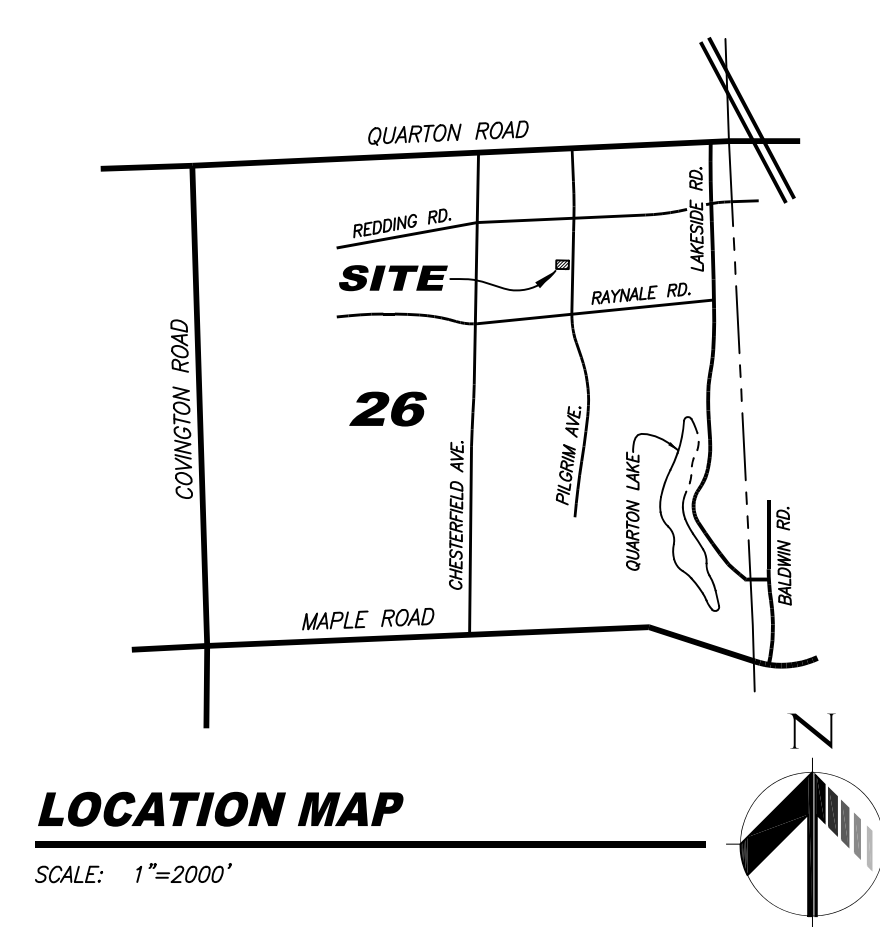 QUARTON ROAD
LAKESIDE RD.
REDDING RD.
SITE
RAYNALE RD.
COVINGTON ROAD
26
CHESTERFIELD AVE.
PILGRIM AVE.
QUARTON LAKE
BALDWIN RD.
MAPLE ROAD
N
LOCATION MAP
SCALE: 1"=2000'